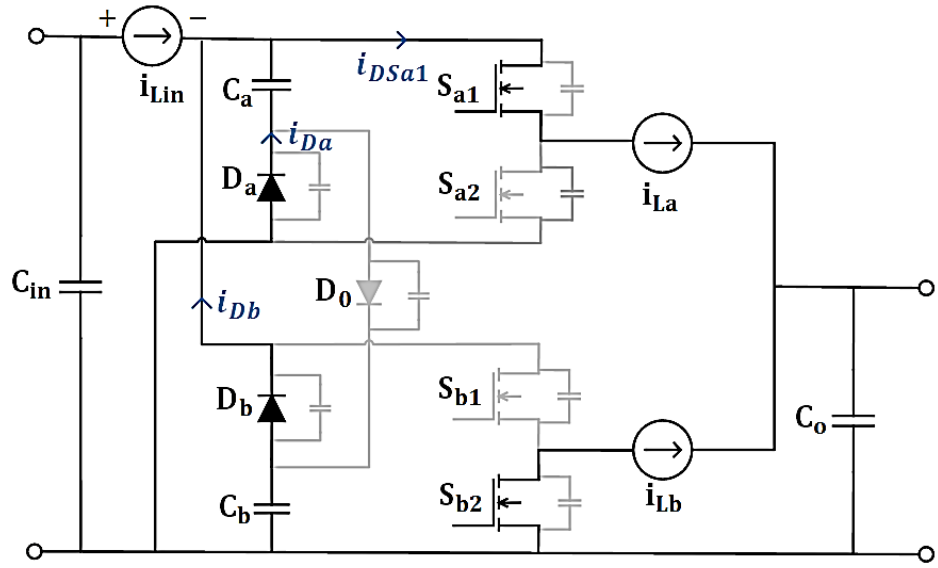 + −
i_Lin
C_a
i_DSa1
S_a1
i_Da
D_a
S_a2
i_La
C_in
D_0
i_Db
D_b
S_b1
C_o
C_b
S_b2
i_Lb